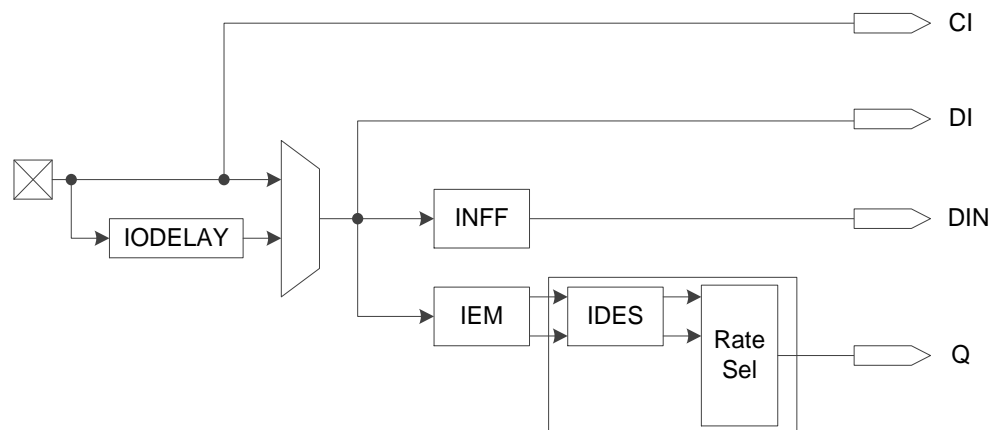 CI
DI
IODELAY
INFF
DIN
IEM
IDES
Rate
Sel
Q